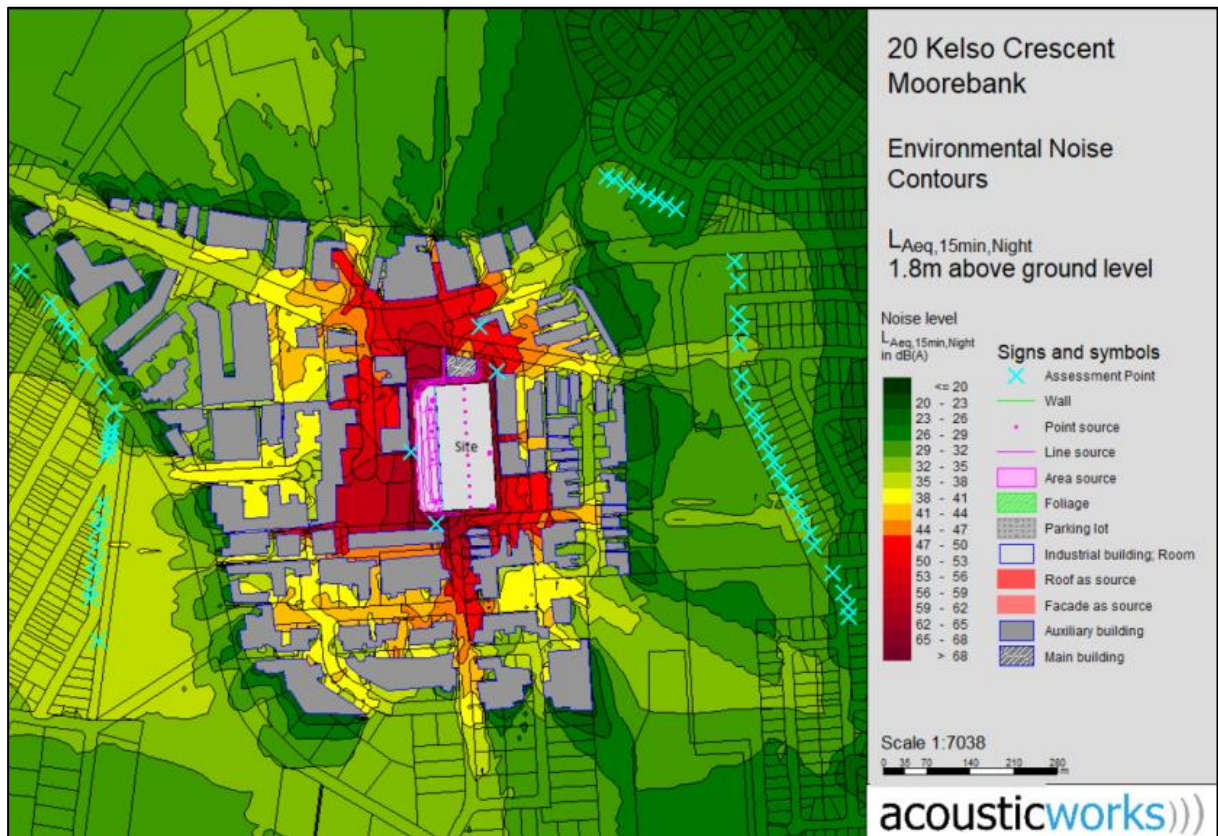 20 Kelso Crescent
Moorebank
Environmental Noise
Contours
LAeq,15min,Night
1.8m above ground level
Noise level
LAeq,15min,Night
in dB(A)
<= 20
20 - 23
23 - 26
26 - 29
29 - 32
32 - 35
35 - 38
38 - 41
41 - 44
44 - 47
47 - 50
50 - 53
53 - 56
56 - 59
59 - 62
62 - 65
65 - 68
> 68
Signs and symbols
Assessment Point
Wall
Point source
Line source
Area source
Foliage
Parking lot
Industrial building; Room
Roof as source
Facade as source
Auxiliary building
Main building
Site
Scale 1:7038
0 35 70 140 210 280
m
acousticworks)))